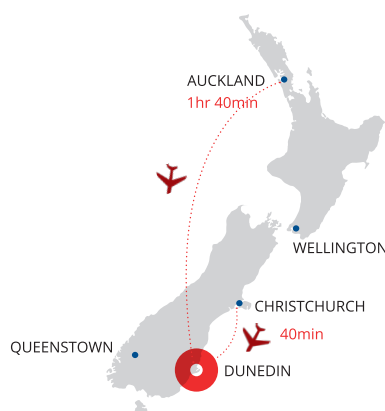 AUCKLAND
1hr 40min
WELLINGTON
CHRISTCHURCH
40min
QUEENSTOWN
DUNEDIN